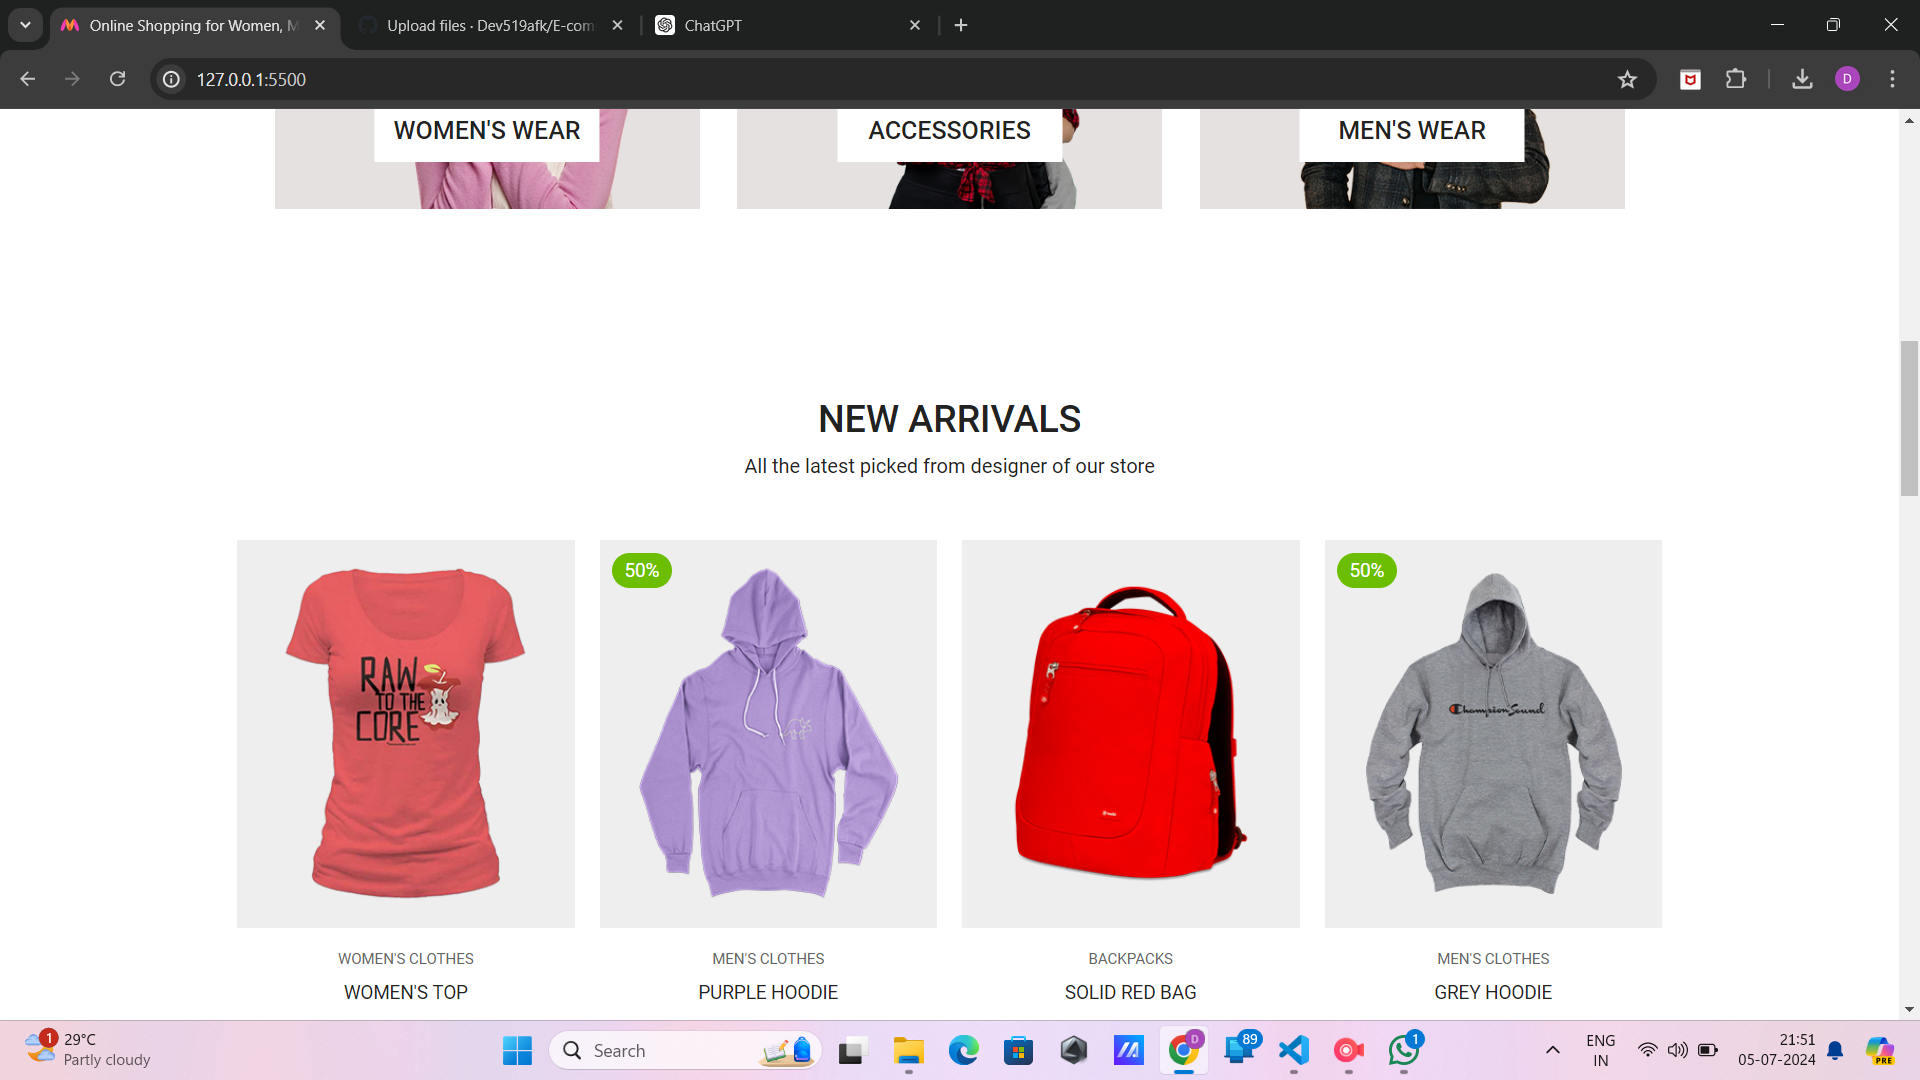 Online Shopping for Women, M
Upload files · Dev519afk/E-com
ChatGPT
127.0.0.1:5500
D
WOMEN'S WEAR
ACCESSORIES
MEN'S WEAR
NEW ARRIVALS
All the latest picked from designer of our store
50%
50%
RAW
TO THE
CORE
ChampionSound
WOMEN'S CLOTHES
MEN'S CLOTHES
BACKPACKS
MEN'S CLOTHES
WOMEN'S TOP
PURPLE HOODIE
SOLID RED BAG
GREY HOODIE
1
29°C
Partly cloudy
Search
D
89
1
ENG
IN
21:51
05-07-2024
PRE